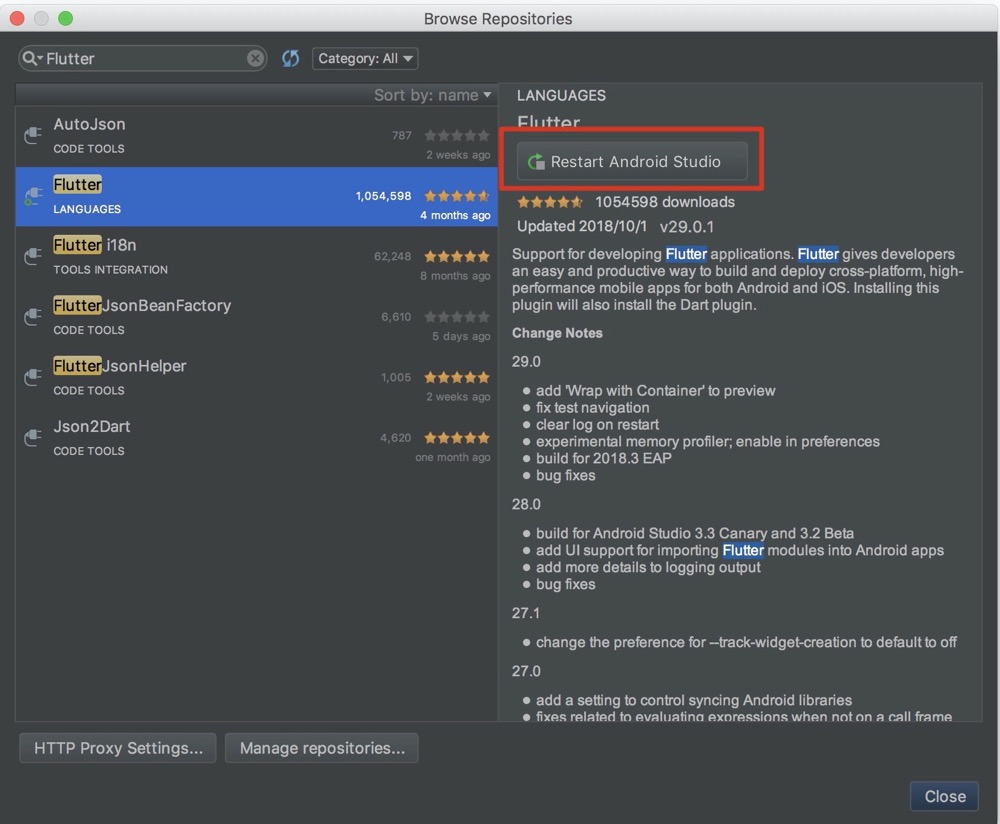 Browse Repositories
Flutter
Category: All
Sort by: name
AutoJson
787
CODE TOOLS
2 weeks ago
Flutter
1,054,598
LANGUAGES
4 months ago
Flutter i18n
62,248
TOOLS INTEGRATION
8 months ago
FlutterJsonBeanFactory
6,610
CODE TOOLS
5 days ago
FlutterJsonHelper
1,005
CODE TOOLS
2 weeks ago
Json2Dart
4,620
CODE TOOLS
one month ago
LANGUAGES
Flutter
Restart Android Studio
1054598 downloads
Updated 2018/10/1 v29.0.1
Support for developing Flutter applications. Flutter gives developers
an easy and productive way to build and deploy cross-platform, high-
performance mobile apps for both Android and iOS. Installing this
plugin will also install the Dart plugin.
Change Notes
29.0
add 'Wrap with Container' to preview
fix test navigation
clear log on restart
experimental memory profiler; enable in preferences
build for 2018.3 EAP
bug fixes
28.0
build for Android Studio 3.3 Canary and 3.2 Beta
add UI support for importing Flutter modules into Android apps
add more details to logging output
bug fixes
27.1
change the preference for --track-widget-creation to default to off
27.0
add a setting to control syncing Android libraries
fixes related to evaluating expressions when not on a call frame
HTTP Proxy Settings...
Manage repositories...
Close